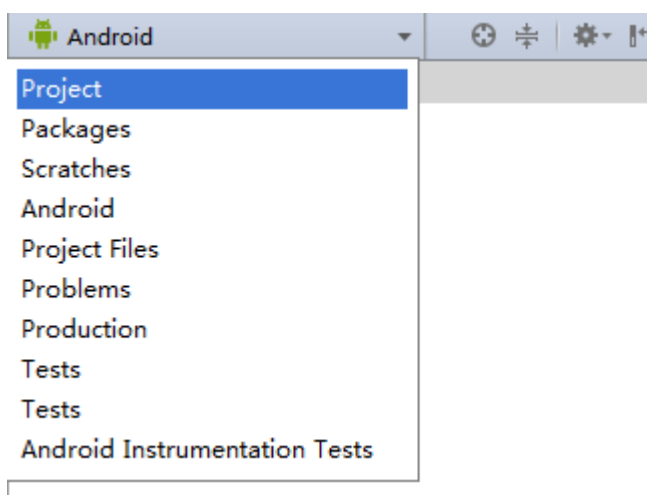 Android
Project
Packages
Scratches
Android
Project Files
Problems
Production
Tests
Tests
Android Instrumentation Tests